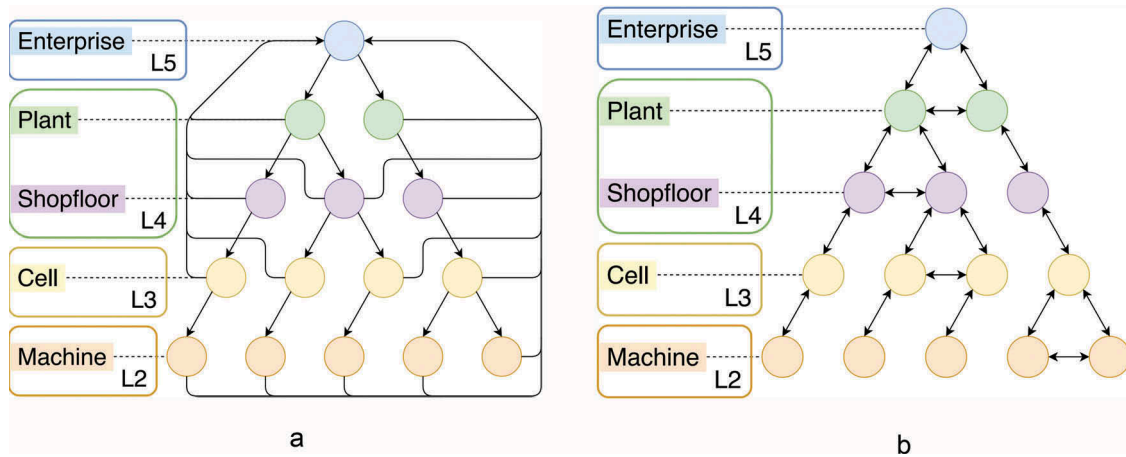 Enterprise
L5
Plant
Shopfloor
L4
Cell
L3
Machine
L2
a
Enterprise
L5
Plant
Shopfloor
L4
Cell
L3
Machine
L2
b